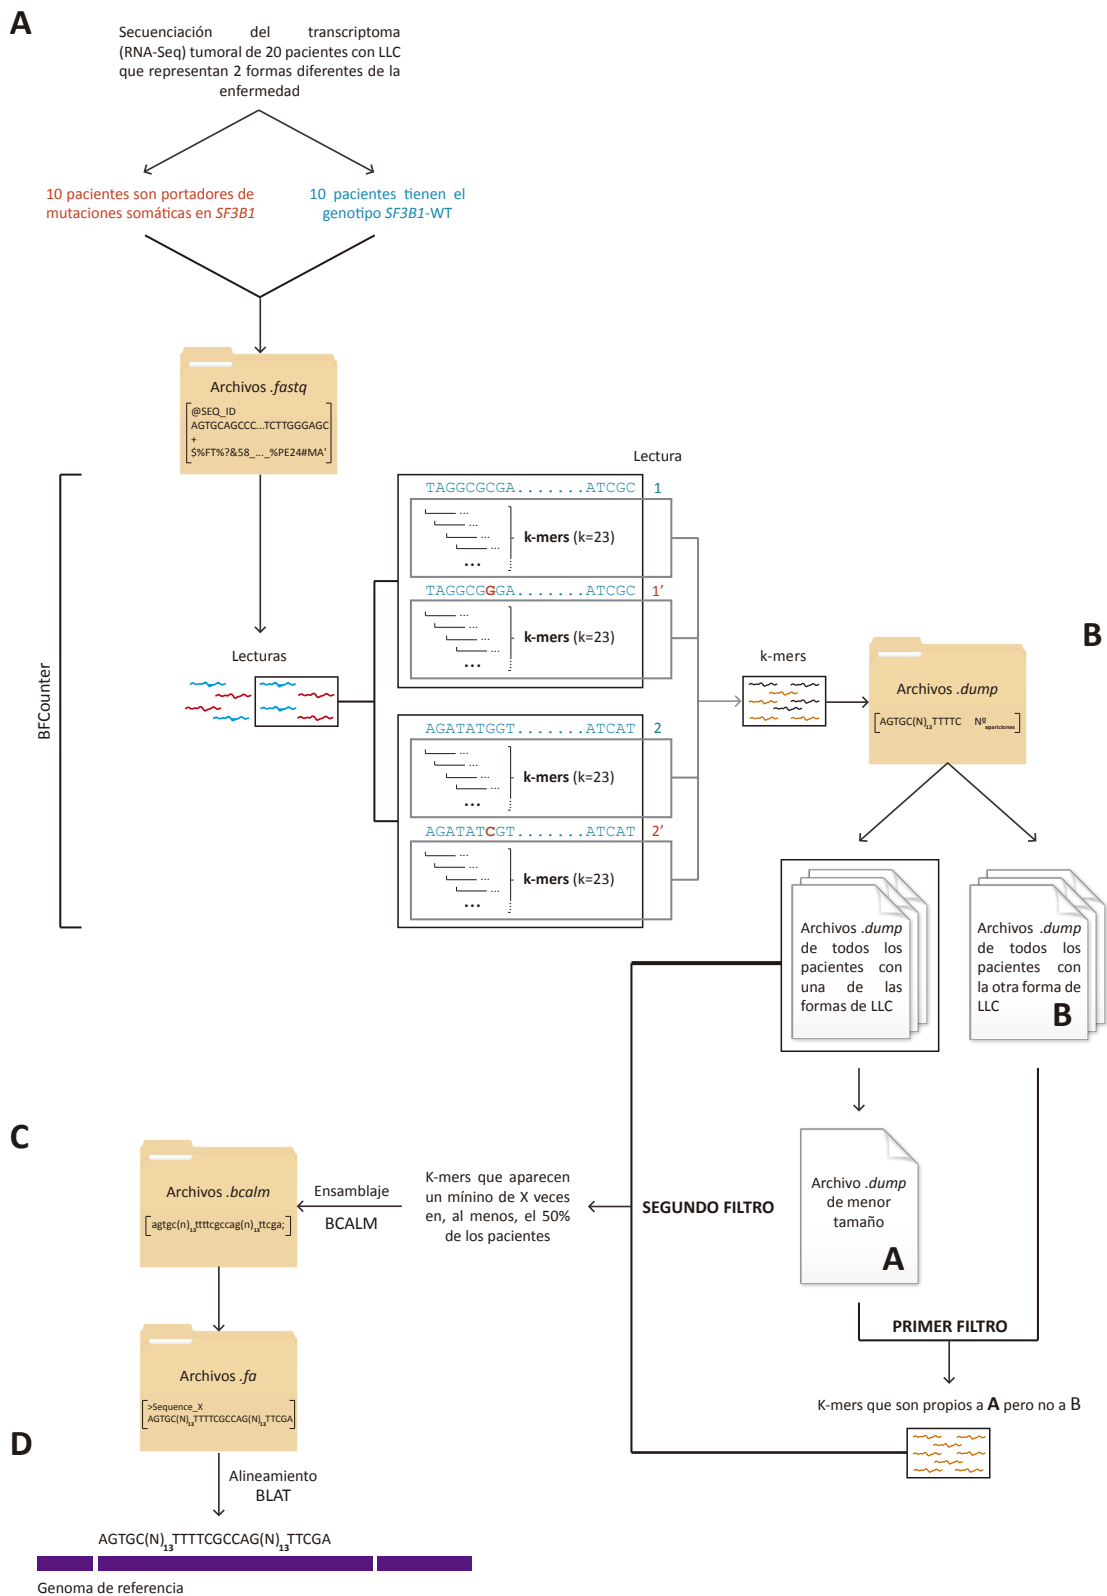 A
Secuenciación del transcriptoma
(RNA-Seq) tumoral de 20 pacientes con LLC
que representan 2 formas diferentes de la
enfermedad
10 pacientes son portadores de
mutaciones somáticas en SF3B1
10 pacientes tienen el
genotipo SF3B1-WT
Archivos .fastq
@SEQ_ID
AGTGCAGCCC...TCTTGGGAGC
+
$%FT%?&58_..._%PE24#MA'
BFCounter
Lecturas
Lectura
TAGGCGCGA.......ATCGC 1
... ... ... ... ...
k-mers (k=23)
TAGGCGGGA.......ATCGC 1'
... ... ... ... ...
k-mers (k=23)
AGATATGGT.......ATCAT 2
... ... ... ... ...
k-mers (k=23)
AGATATCGT.......ATCAT 2'
... ... ... ... ...
k-mers (k=23)
k-mers
B
Archivos .dump
AGTGC(N)13TTTTC Nºapariciones
Archivos .dump
de todos los
pacientes con
una de las
formas de LLC
Archivos .dump
de todos los
pacientes con
la otra forma de
LLC
B
Archivo .dump
de menor
tamaño
A
PRIMER FILTRO
K-mers que son propios a A pero no a B
SEGUNDO FILTRO
K-mers que aparecen
un mínino de X veces
en, al menos, el 50%
de los pacientes
Ensamblaje
BCALM
C
Archivos .bcalm
agtgc(n)13ttttcgccag(n)13ttcga;
Archivos .fa
>Sequence_X
AGTGC(N)13TTTTCGCCAG(N)13TTCGA
D
Alineamiento
BLAT
AGTGC(N)13TTTTCGCCAG(N)13TTCGA
Genoma de referencia